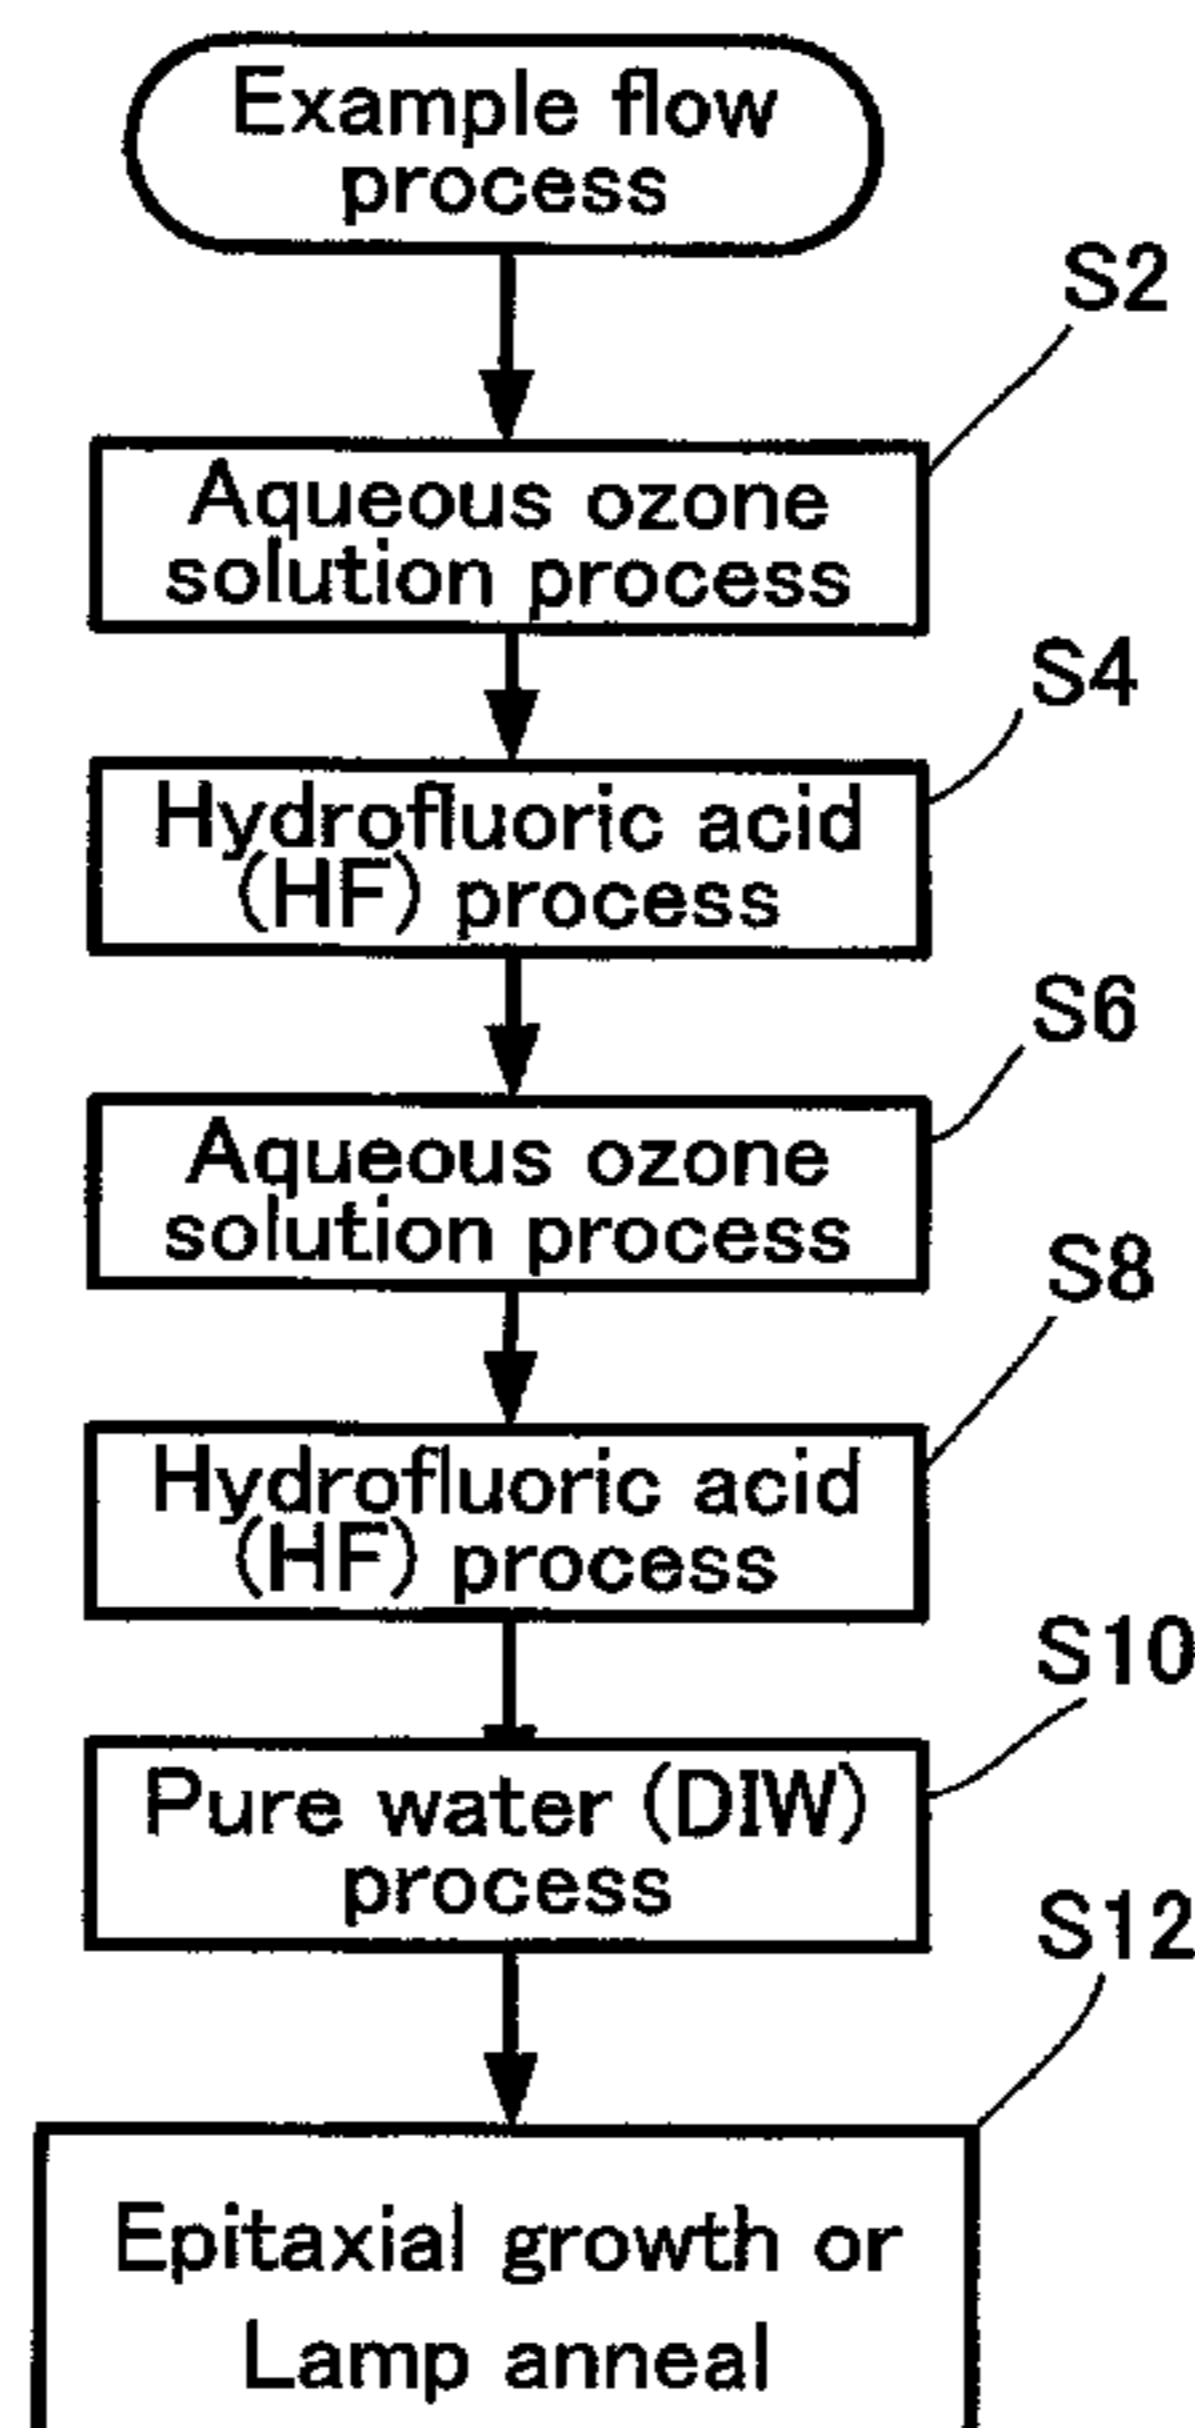 Example flow
process
S2
Aqueous ozone
solution process
S4
Hydrofluoric acid
(HF) process
S6
Aqueous ozone
solution process
S8
Hydrofluoric acid
(HF) process
S10
Pure water (DIW)
process
S12
Epitaxial growth or
Lamp anneal